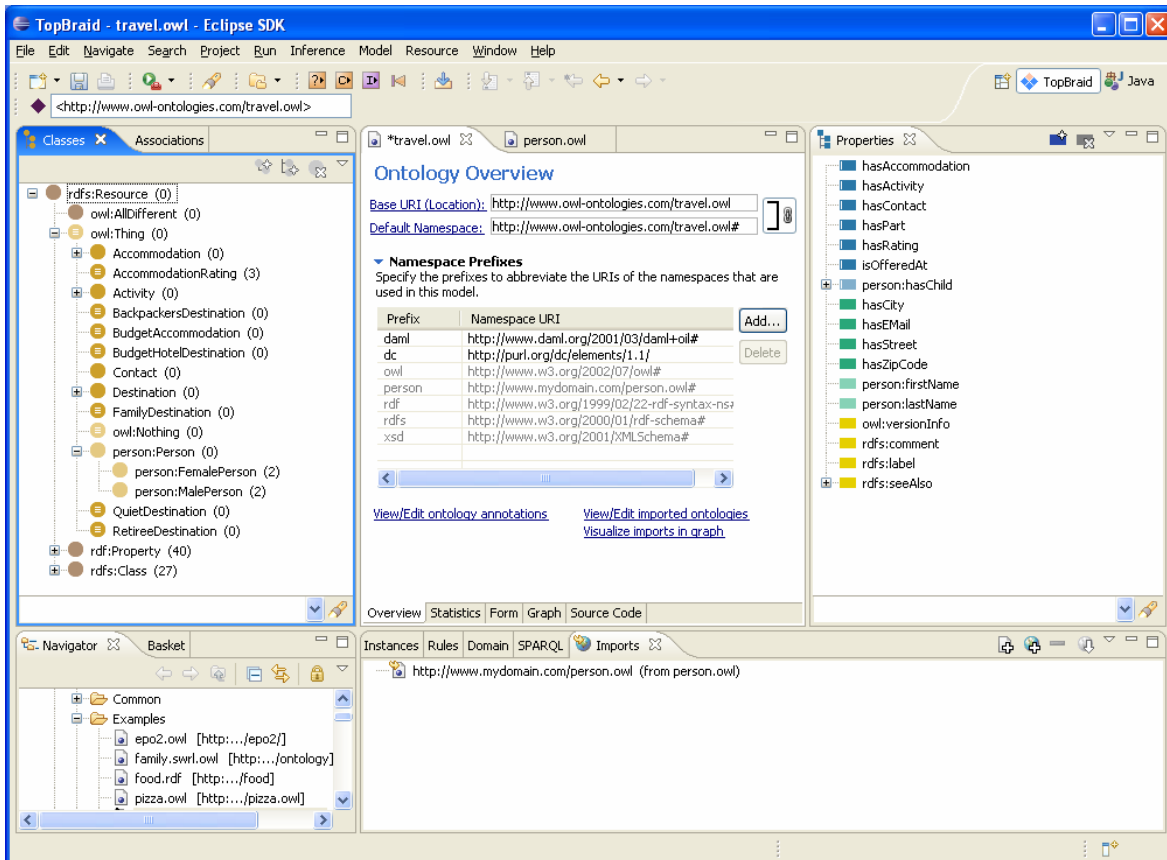 TopBraid - travel.owl - Eclipse SDK
File Edit Navigate Search Project Run Inference Model Resource Window Help
TopBraid Java
<http://www.owl-ontologies.com/travel.owl>
Classes Associations
rdfs:Resource (0)
owl:AllDifferent (0)
owl:Thing (0)
Accommodation (0)
AccommodationRating (3)
Activity (0)
BackpackersDestination (0)
BudgetAccommodation (0)
BudgetHotelDestination (0)
Contact (0)
Destination (0)
FamilyDestination (0)
owl:Nothing (0)
person:Person (0)
person:FemalePerson (2)
person:MalePerson (2)
QuietDestination (0)
RetireeDestination (0)
rdf:Property (40)
rdfs:Class (27)
*travel.owl person.owl
Ontology Overview
Base URI (Location): http://www.owl-ontologies.com/travel.owl
Default Namespace: http://www.owl-ontologies.com/travel.owl#
Namespace Prefixes
Specify the prefixes to abbreviate the URIs of the namespaces that are
used in this model.
Prefix Namespace URI
Add...
daml http://www.daml.org/2001/03/daml+oil#
dc http://purl.org/dc/elements/1.1/
Delete
owl http://www.w3.org/2002/07/owl#
person http://www.mydomain.com/person.owl#
rdf http://www.w3.org/1999/02/22-rdf-syntax-ns#
rdfs http://www.w3.org/2000/01/rdf-schema#
xsd http://www.w3.org/2001/XMLSchema#
View/Edit ontology annotations View/Edit imported ontologies
Visualize imports in graph
Overview Statistics Form Graph Source Code
Properties
hasAccommodation
hasActivity
hasContact
hasPart
hasRating
isOfferedAt
person:hasChild
hasCity
hasEMail
hasStreet
hasZipCode
person:firstName
person:lastName
owl:versionInfo
rdfs:comment
rdfs:label
rdfs:seeAlso
Navigator Basket
Common
Examples
epo2.owl [http:.../epo2/]
family.swrl.owl [http:.../ontology]
food.rdf [http:.../food]
pizza.owl [http:.../pizza.owl]
Instances Rules Domain SPARQL Imports
http://www.mydomain.com/person.owl (from person.owl)